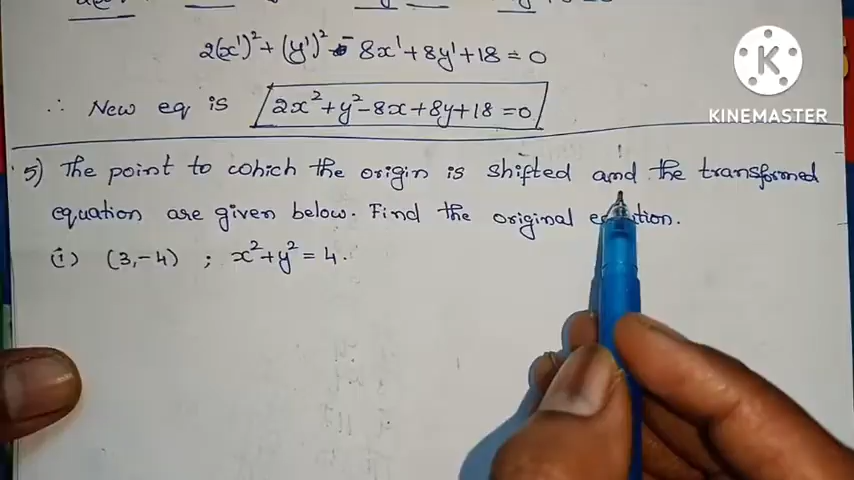 2(x')² + (y')² - 8x' + 8y' + 18 = 0
K
KINEMASTER
∴ New eq is 2x² + y² - 8x + 8y + 18 = 0
5) The point to which the origin is shifted and the transformed
equation are given below. Find the original equation.
(i) (3, -4) ; x² + y² = 4.